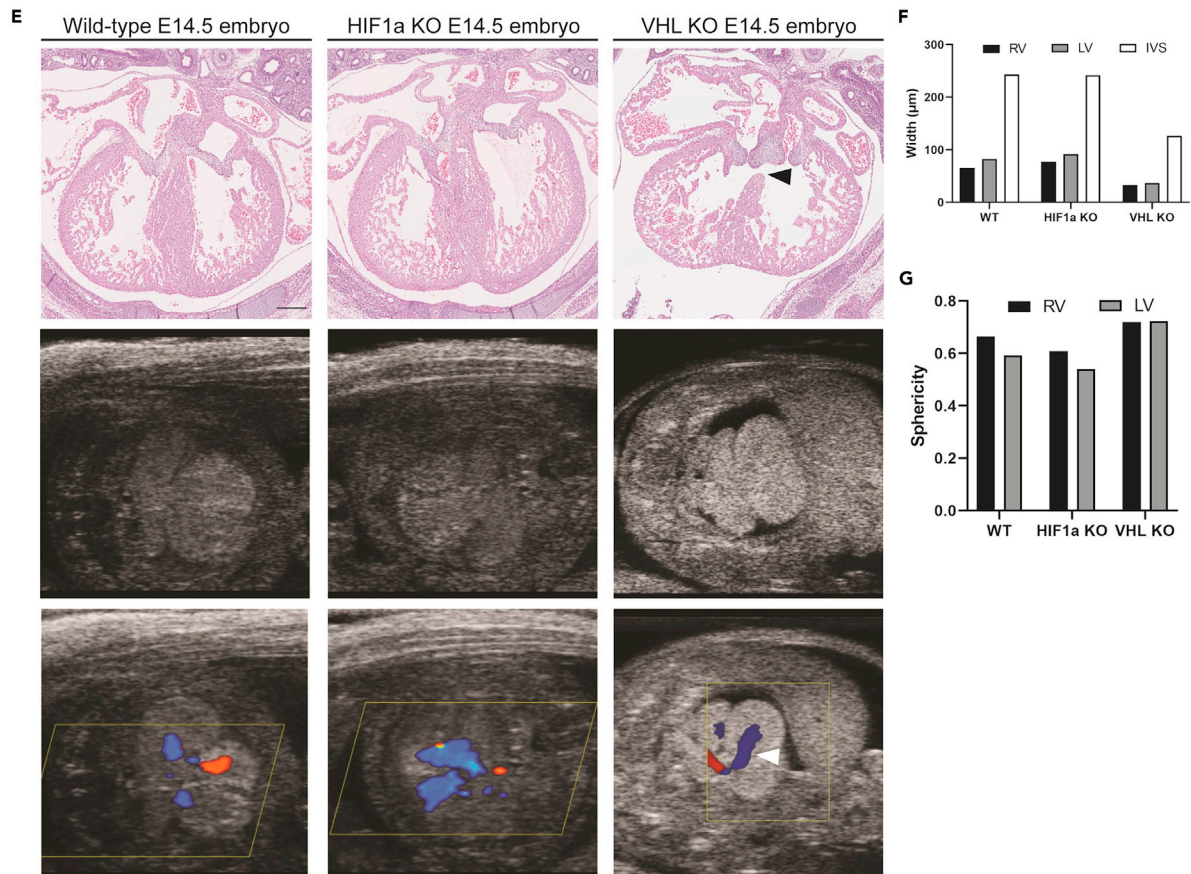 E
Wild-type E14.5 embryo
HIF1a KO E14.5 embryo
VHL KO E14.5 embryo
F
RV LV IVS
Width (µm)
300
200
100
0
WT HIF1a KO VHL KO
G
RV LV
Sphericity
0.8
0.6
0.4
0.2
0.0
WT HIF1a KO VHL KO